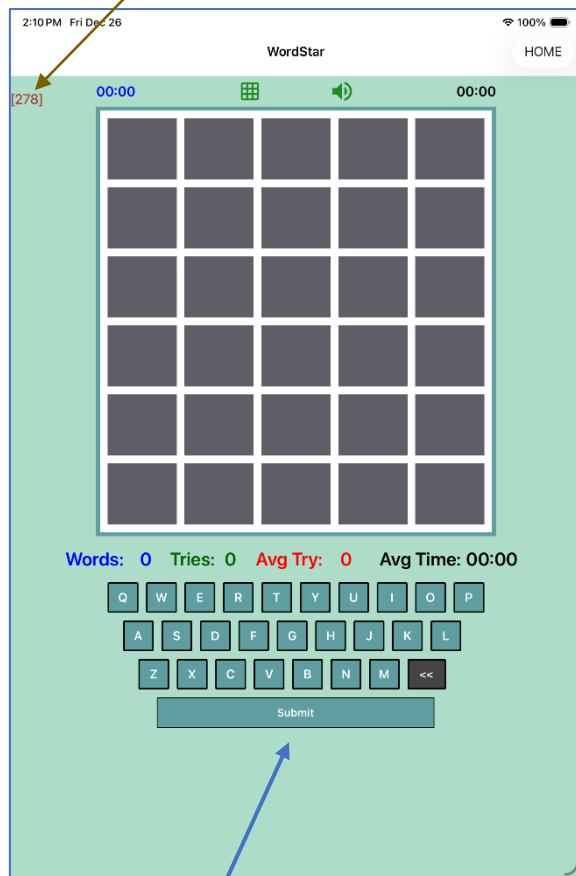 2:10 PM Fri Dec 26 100%
WordStar HOME
[278] 00:00 00:00
Words: 0 Tries: 0 Avg Try: 0 Avg Time: 00:00
Q W E R T Y U I O P
A S D F G H J K L
Z X C V B N M <<
Submit